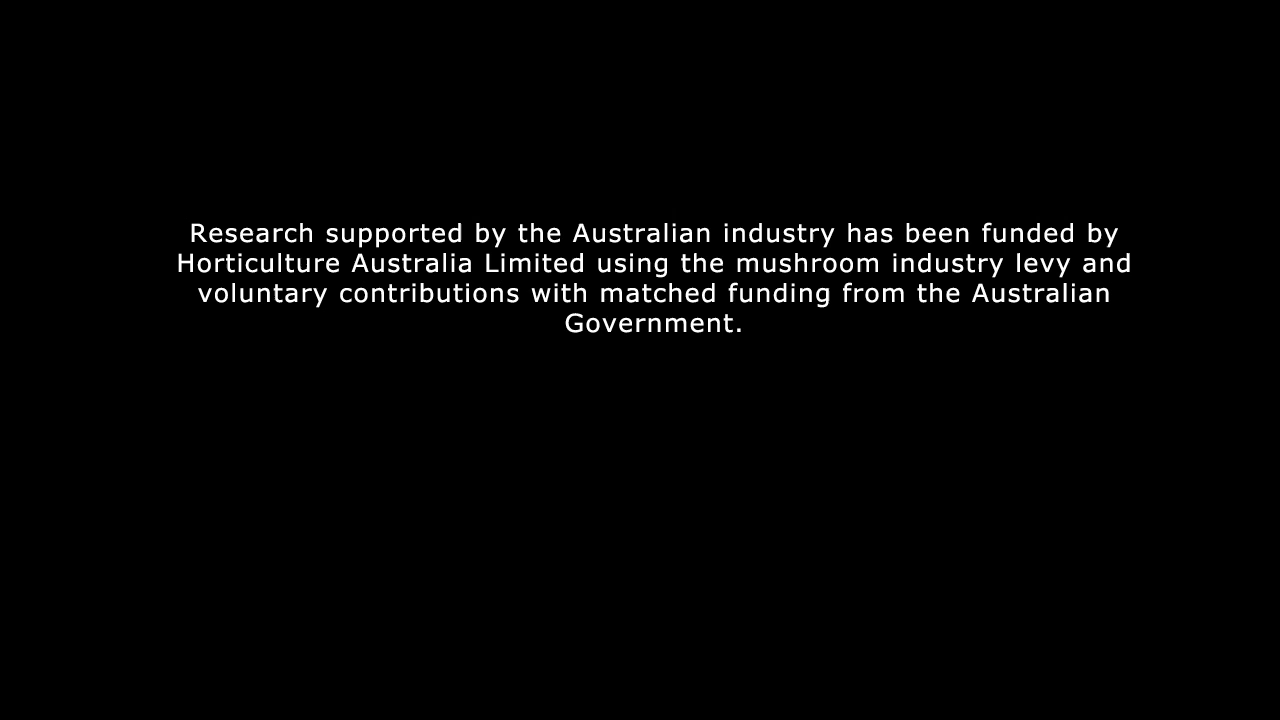 Research supported by the Australian industry has been funded by
Horticulture Australia Limited using the mushroom industry levy and
voluntary contributions with matched funding from the Australian
Government.